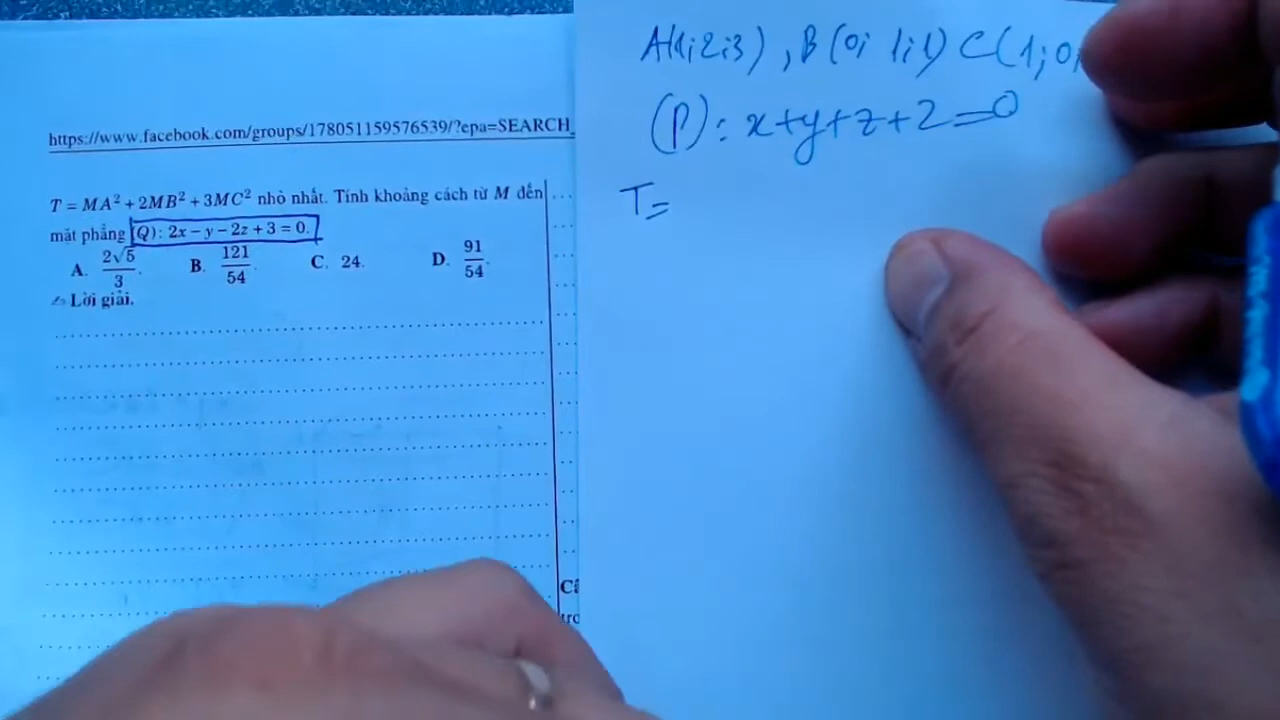 https://www.facebook.com/groups/178051159576539/?epa=SEARCH_
T = MA² + 2MB² + 3MC² nhỏ nhất. Tính khoảng cách từ M đến
mặt phẳng (Q): 2x − y − 2z + 3 = 0.
A. 2√5/3. B. 121/54. C. 24. D. 91/54.
✍ Lời giải.
A(1;2;3), B(0; 1;1) C(1;0;
(P): x+y+z+2=0
T=